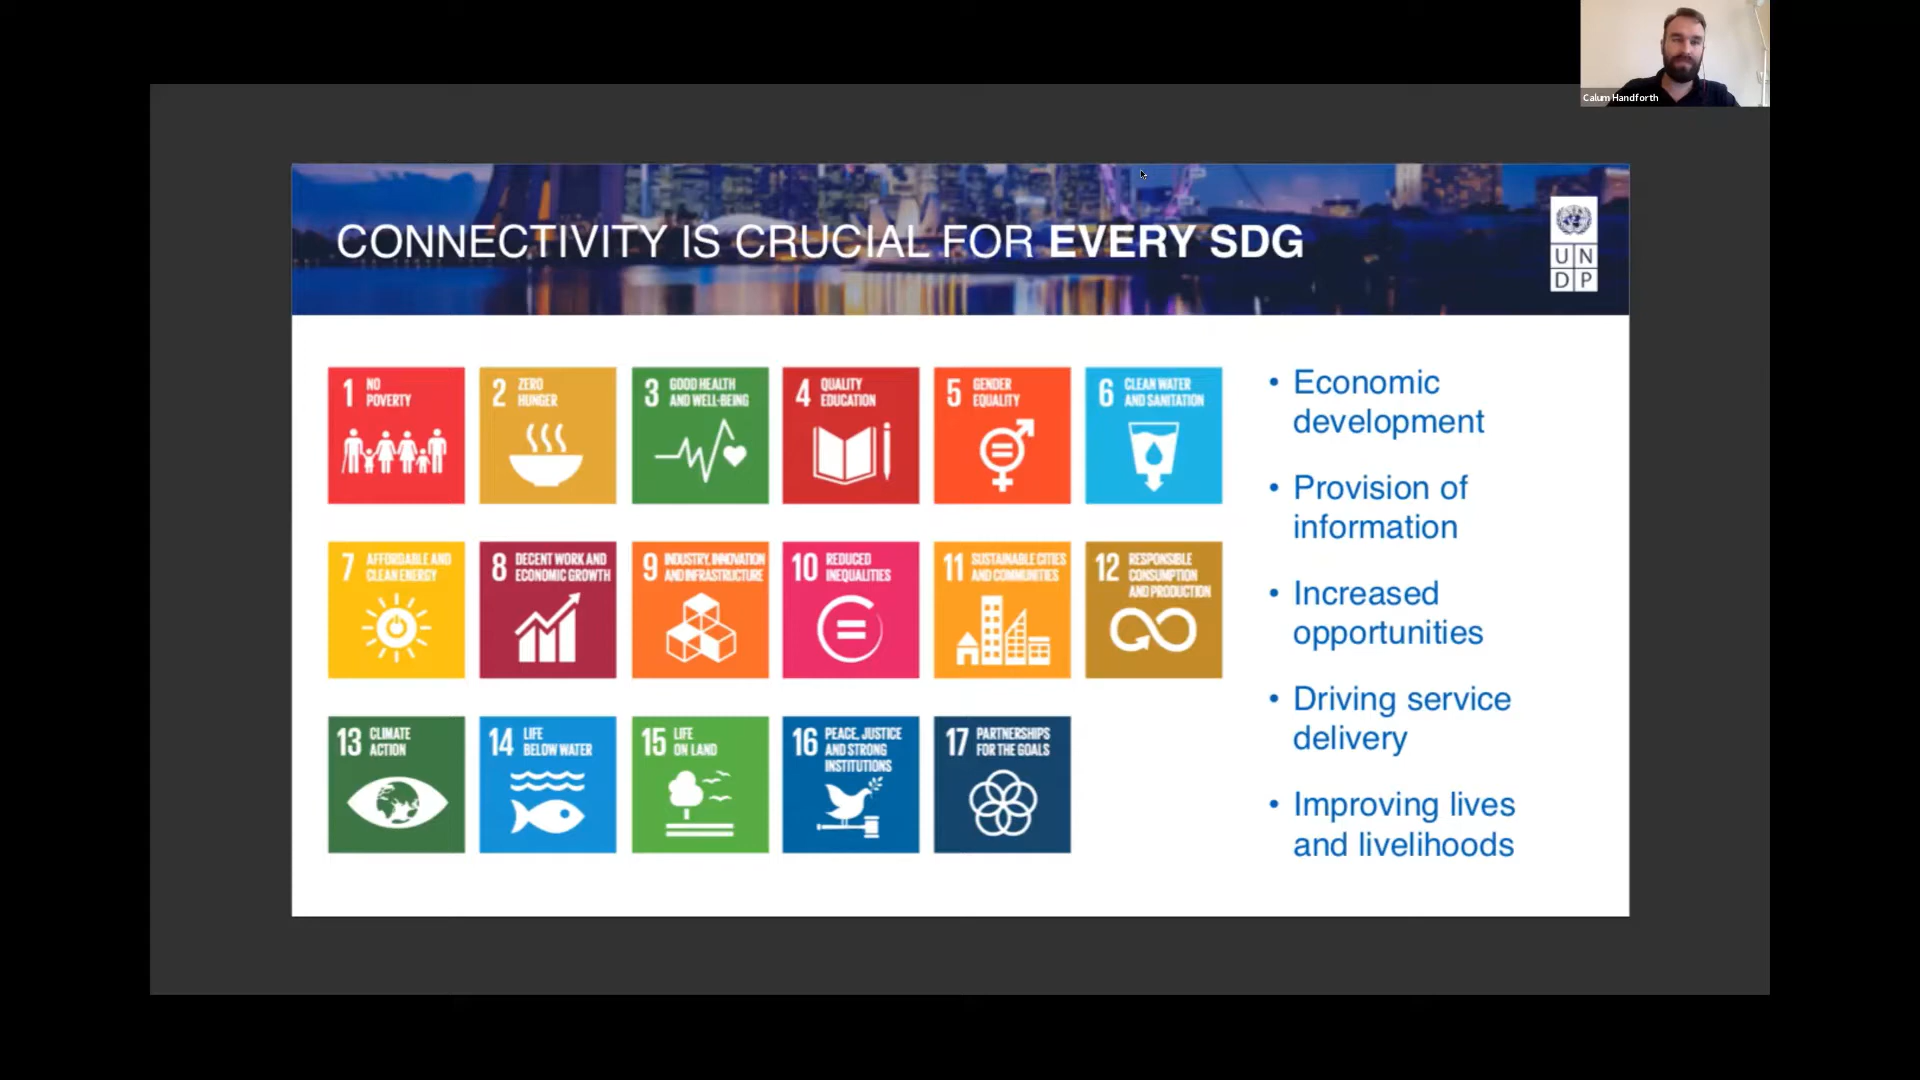 Calum Handforth
CONNECTIVITY IS CRUCIAL FOR EVERY SDG
U N
D P
1 NO
POVERTY
2 ZERO
HUNGER
3 GOOD HEALTH
AND WELL-BEING
4 QUALITY
EDUCATION
5 GENDER
EQUALITY
6 CLEAN WATER
AND SANITATION
7 AFFORDABLE AND
CLEAN ENERGY
8 DECENT WORK AND
ECONOMIC GROWTH
9 INDUSTRY, INNOVATION
AND INFRASTRUCTURE
10 REDUCED
INEQUALITIES
11 SUSTAINABLE CITIES
AND COMMUNITIES
12 RESPONSIBLE
CONSUMPTION
AND PRODUCTION
13 CLIMATE
ACTION
14 LIFE
BELOW WATER
15 LIFE
ON LAND
16 PEACE, JUSTICE
AND STRONG
INSTITUTIONS
17 PARTNERSHIPS
FOR THE GOALS
• Economic
development
• Provision of
information
• Increased
opportunities
• Driving service
delivery
• Improving lives
and livelihoods